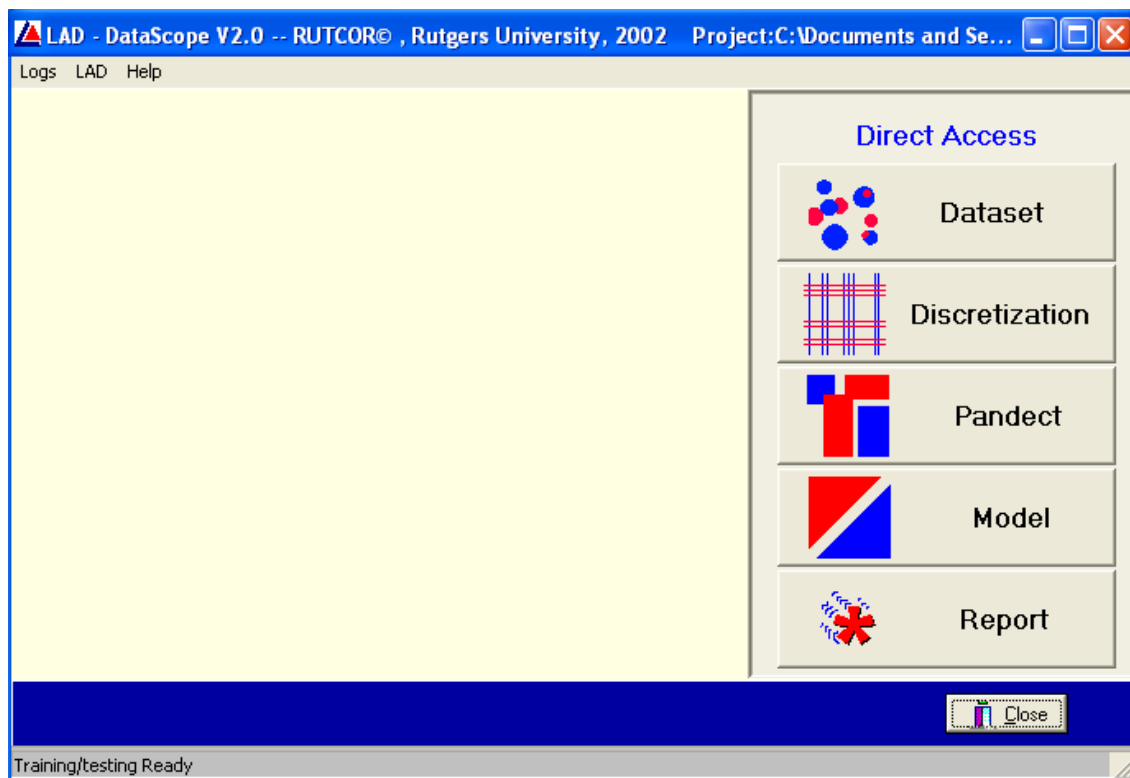 LAD - DataScope V2.0 -- RUTCOR© , Rutgers University, 2002 Project:C:\Documents and Se...
Logs LAD Help
Direct Access
Dataset
Discretization
Pandect
Model
Report
Close
Training/testing Ready